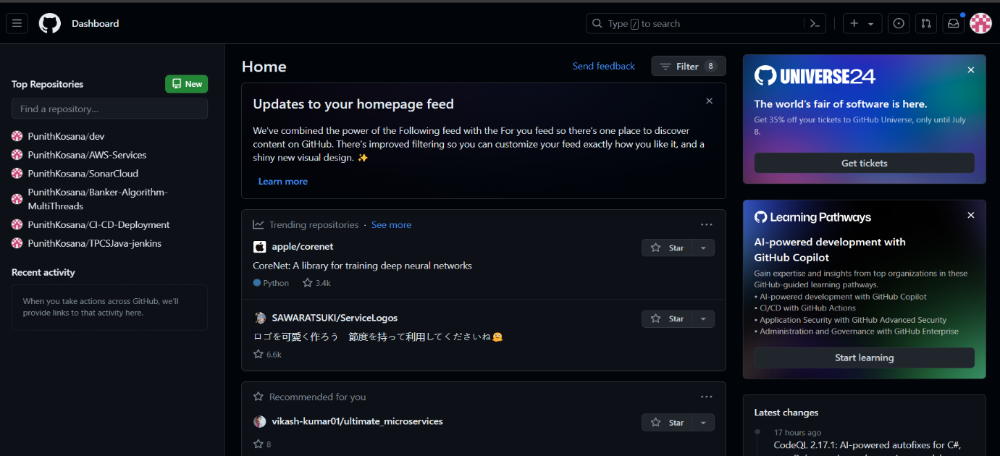 Dashboard
Type / to search
Top Repositories
New
Find a repository...
PunithKosana/dev
PunithKosana/AWS-Services
PunithKosana/SonarCloud
PunithKosana/Banker-Algorithm-
MultiThreads
PunithKosana/CI-CD-Deployment
PunithKosana/TPCSJava-jenkins
Recent activity
When you take actions across GitHub, we'll
provide links to that activity here.
Home
Send feedback
Filter 8
Updates to your homepage feed
We've combined the power of the Following feed with the For you feed so there's one place to discover
content on GitHub. There's improved filtering so you can customize your feed exactly how you like it, and a
shiny new visual design. ✨
Learn more
Trending repositories · See more
apple/corenet
Star
CoreNet: A library for training deep neural networks
Python 3.4k
SAWARATSUKI/ServiceLogos
Star
ロゴを可愛く作ろう　節度を持って利用してくださいね🤗
6.6k
Recommended for you
vikash-kumar01/ultimate_microservices
Star
8
UNIVERSE24
The world's fair of software is here.
Get 35% off your tickets to GitHub Universe, only until July
8.
Get tickets
Learning Pathways
AI-powered development with
GitHub Copilot
Gain expertise and insights from top organizations in these
GitHub-guided learning pathways.
• AI-powered development with GitHub Copilot
• CI/CD with GitHub Actions
• Application Security with GitHub Advanced Security
• Administration and Governance with GitHub Enterprise
Start learning
Latest changes
17 hours ago
CodeQL 2.17.1: AI-powered autofixes for C#,